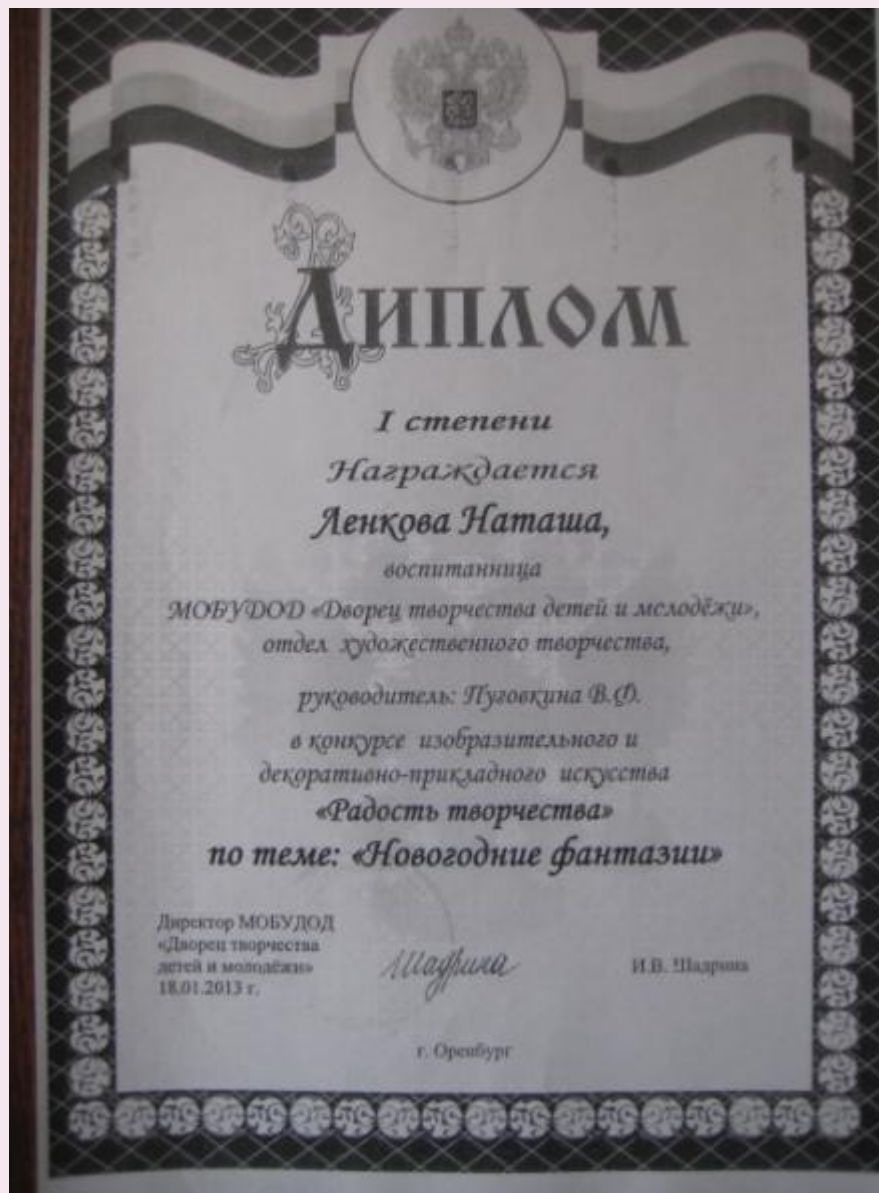 Диплом
I степени
Награждается
Ленкова Наташа,
воспитанница
МОБУДОД «Дворец творчества детей и мелодёжи»,
отдел художественного творчества,
руководитель: Пуговкина В.Ф.
в конкурсе изобразительного и
декоративно-прикладного искусства
«Радость творчества»
по теме: «Новогодние фантазии»
Директор МОБУДОД
«Дворец творчества
детей и молодёжи»
18.01.2013 г.
Шадрина
И.В. Шадрина
г. Оренбург